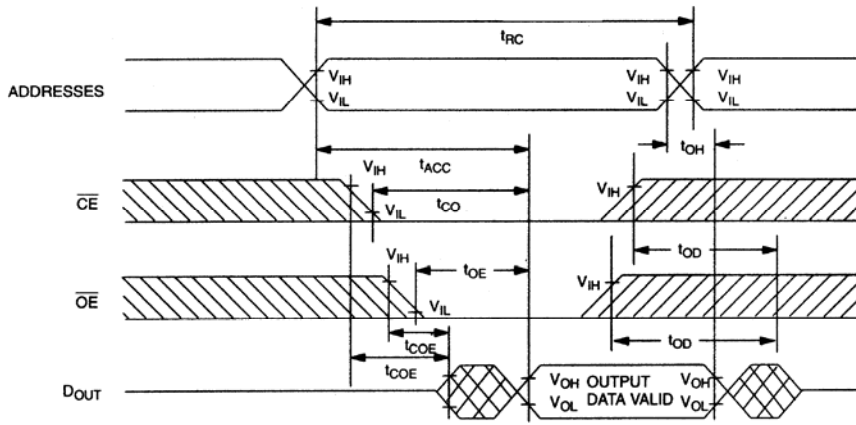 tRC
ADDRESSES
VIH
VIL
VIH
VIL
VIH
VIL
tOH
tACC
CE
VIH
VIL
tCO
VIH
tOD
OE
VIH
VIL
tOE
VIH
tOD
tCOE
tCOE
DOUT
VOH
VOL
OUTPUT
DATA VALID
VOH
VOL